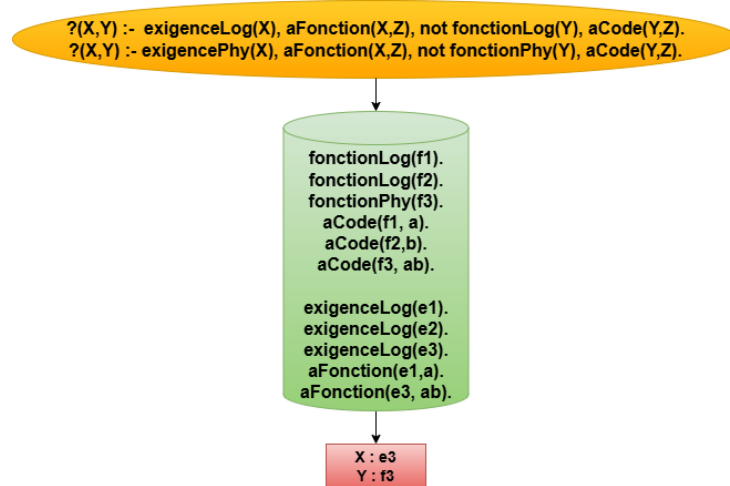 ?(X,Y) :- exigenceLog(X), aFonction(X,Z), not fonctionLog(Y), aCode(Y,Z).
?(X,Y) :- exigencePhy(X), aFonction(X,Z), not fonctionPhy(Y), aCode(Y,Z).
fonctionLog(f1).
fonctionLog(f2).
fonctionPhy(f3).
aCode(f1, a).
aCode(f2,b).
aCode(f3, ab).
exigenceLog(e1).
exigenceLog(e2).
exigenceLog(e3).
aFonction(e1,a).
aFonction(e3, ab).
X : e3
Y : f3